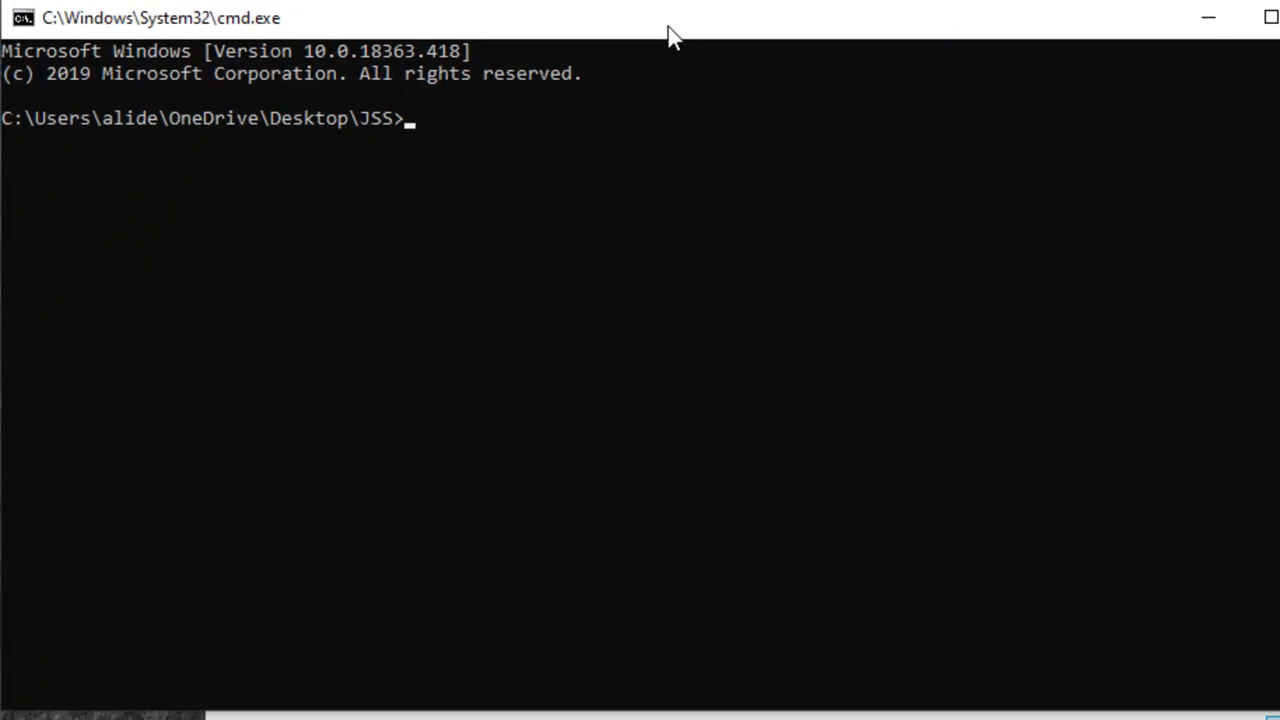 C:\Windows\System32\cmd.exe
Microsoft Windows [Version 10.0.18363.418]
(c) 2019 Microsoft Corporation. All rights reserved.
C:\Users\alide\OneDrive\Desktop\JSS>